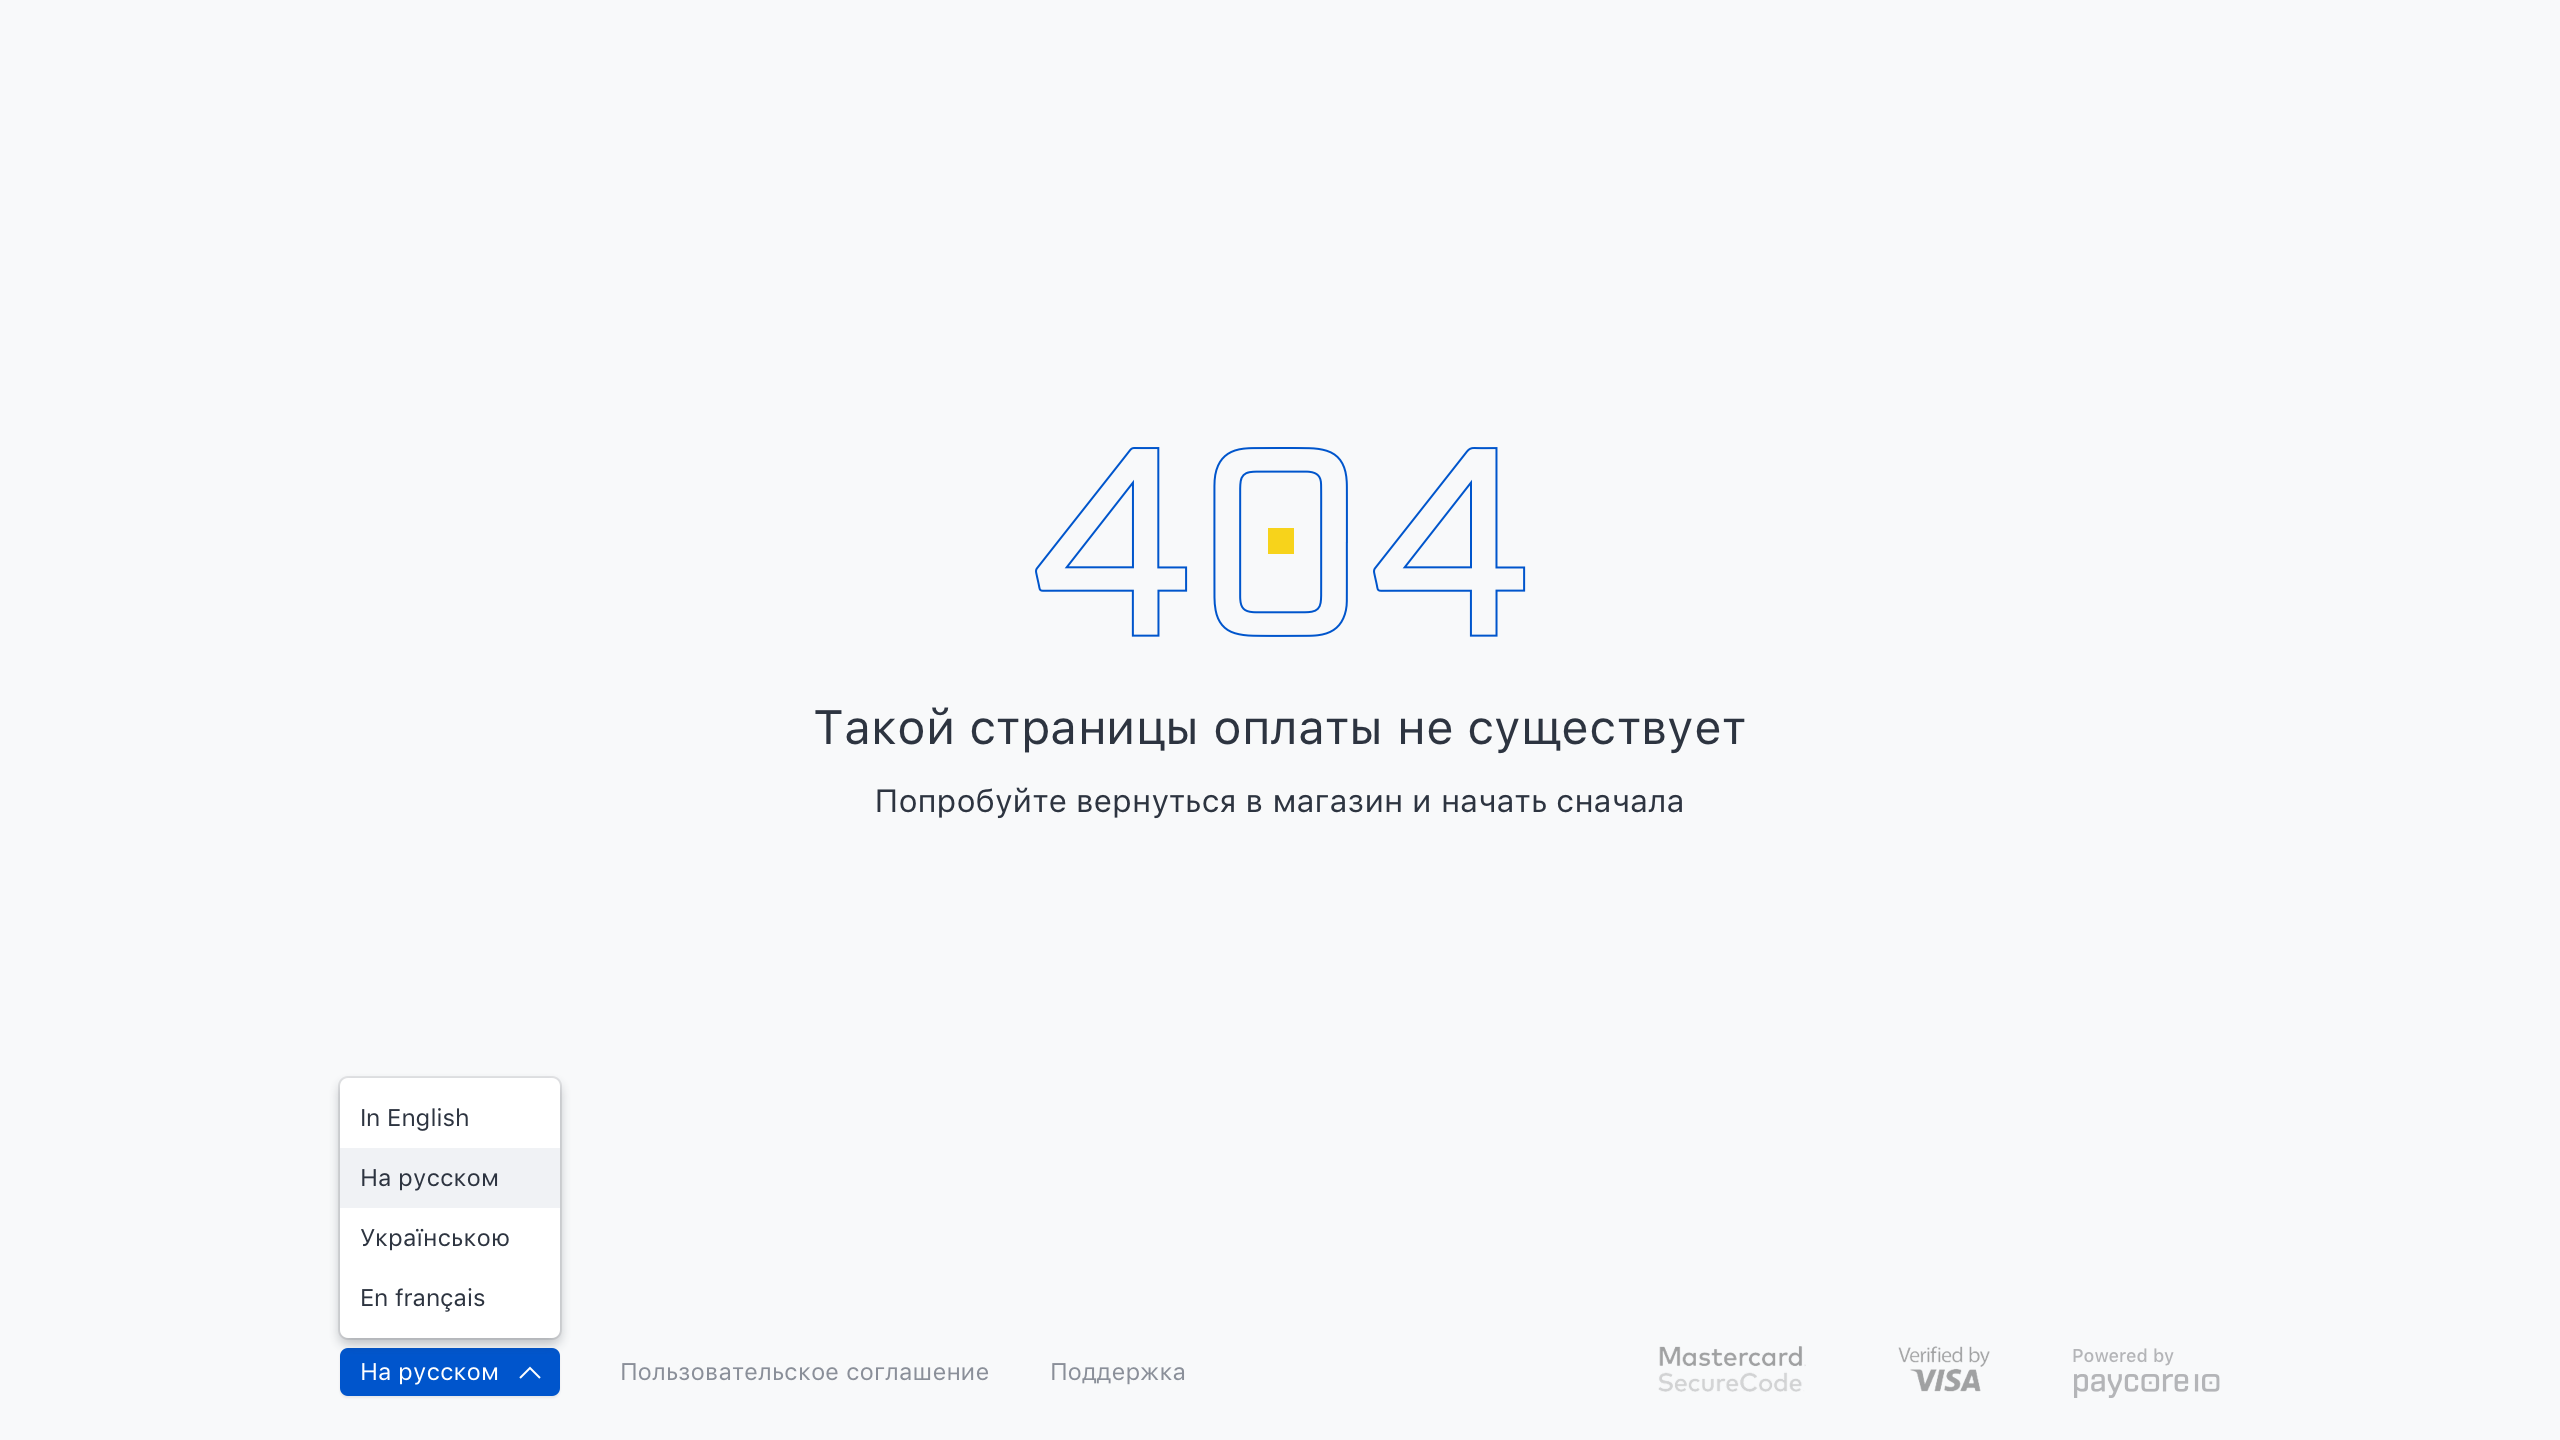 404
Такой страницы оплаты не существует
Попробуйте вернуться в магазин и начать сначала
In English
На русском
Українською
En français
На русском
Пользовательское соглашение
Поддержка
Mastercard
SecureCode
Verified by
VISA
Powered by
paycore IO